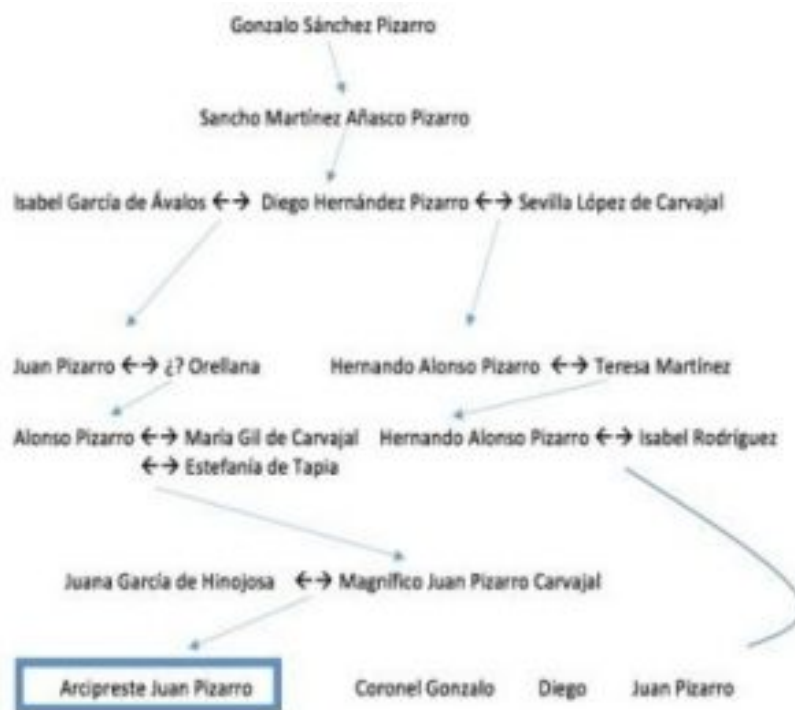 Gonzalo Sánchez Pizarro
Sancho Martínez Añasco Pizarro
Isabel García de Ávalos ←→ Diego Hernández Pizarro ←→ Sevilla López de Carvajal
Juan Pizarro ←→ ¿? Orellana Hernando Alonso Pizarro ←→ Teresa Martínez
Alonso Pizarro ←→ María Gil de Carvajal Hernando Alonso Pizarro ←→ Isabel Rodríguez
←→ Estefanía de Tapia
Juana García de Hinojosa ←→ Magnífico Juan Pizarro Carvajal
Arcipreste Juan Pizarro Coronel Gonzalo Diego Juan Pizarro